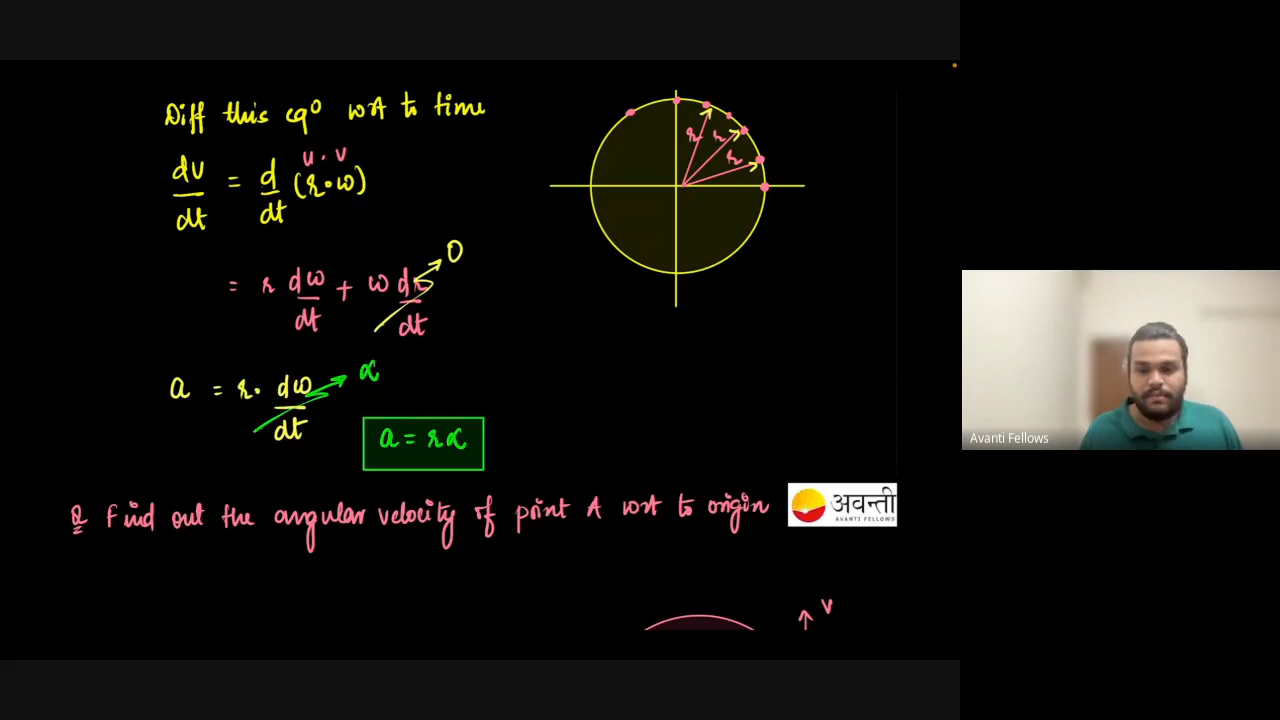 Diff this eqⁿ wrt to time
u . v
dv/dt = d/dt (r.ω)
= r dω/dt + ω dr/dt → 0
a = r. dω/dt → α
a = rα
Q Find out the angular velocity of point A wrt to origin
r r r
v
अवन्ती
AVANTI FELLOWS
Avanti Fellows